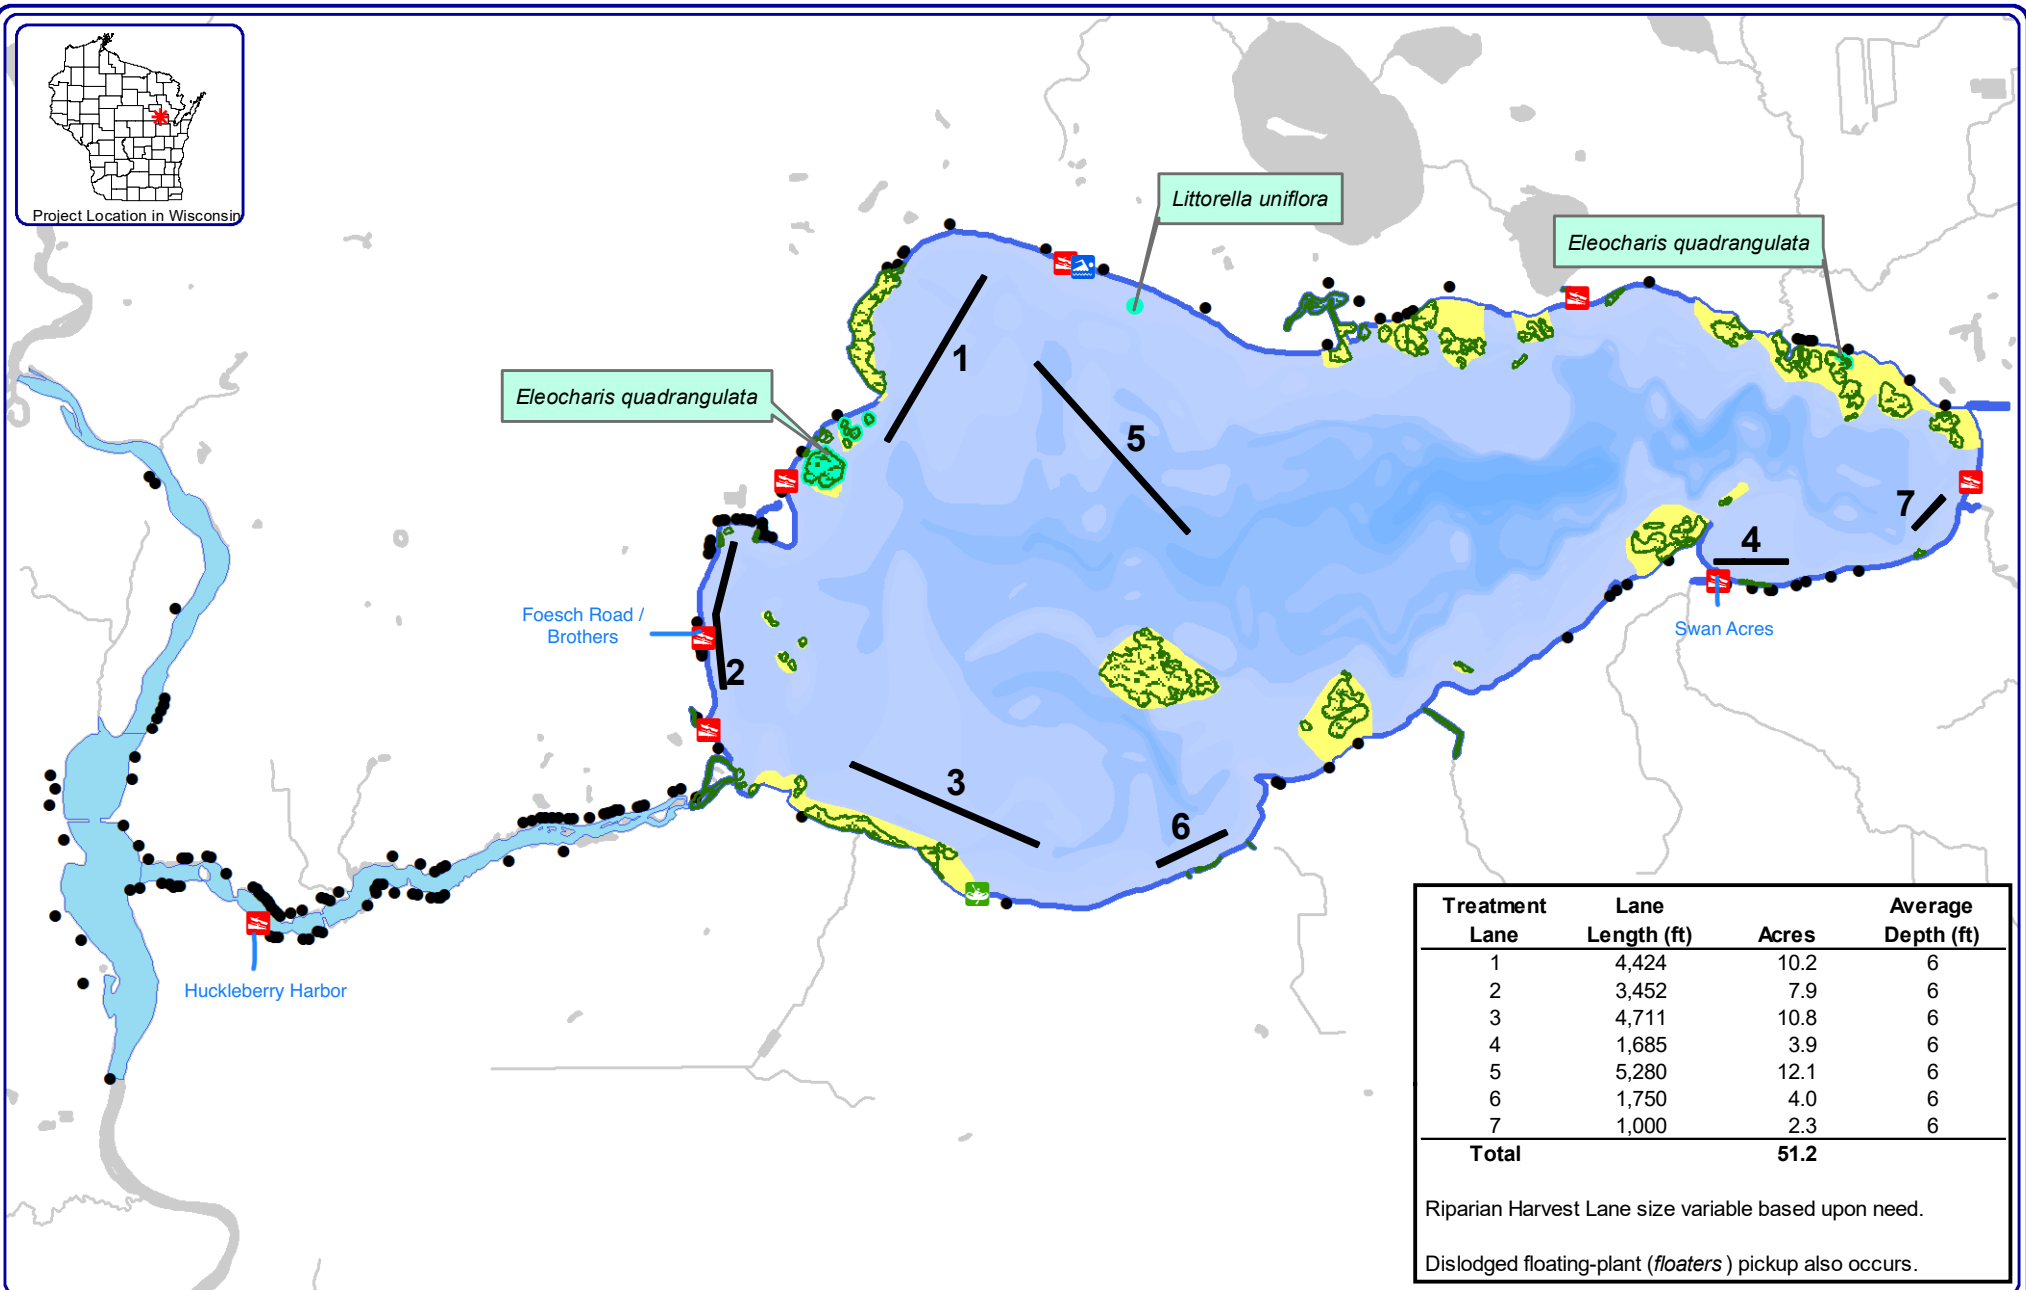 Project Location in Wisconsin
Littorella uniflora
Eleocharis quadrangulata
Eleocharis quadrangulata
1
5
7
4
Foesch Road /
Brothers
2
Swan Acres
3
6
Huckleberry Harbor
Treatment Lane Average
Lane Length (ft) Acres Depth (ft)
1 4,424 10.2 6
2 3,452 7.9 6
3 4,711 10.8 6
4 1,685 3.9 6
5 5,280 12.1 6
6 1,750 4.0 6
7 1,000 2.3 6
Total 51.2
Riparian Harvest Lane size variable based upon need.
Dislodged floating-plant (floaters ) pickup also occurs.